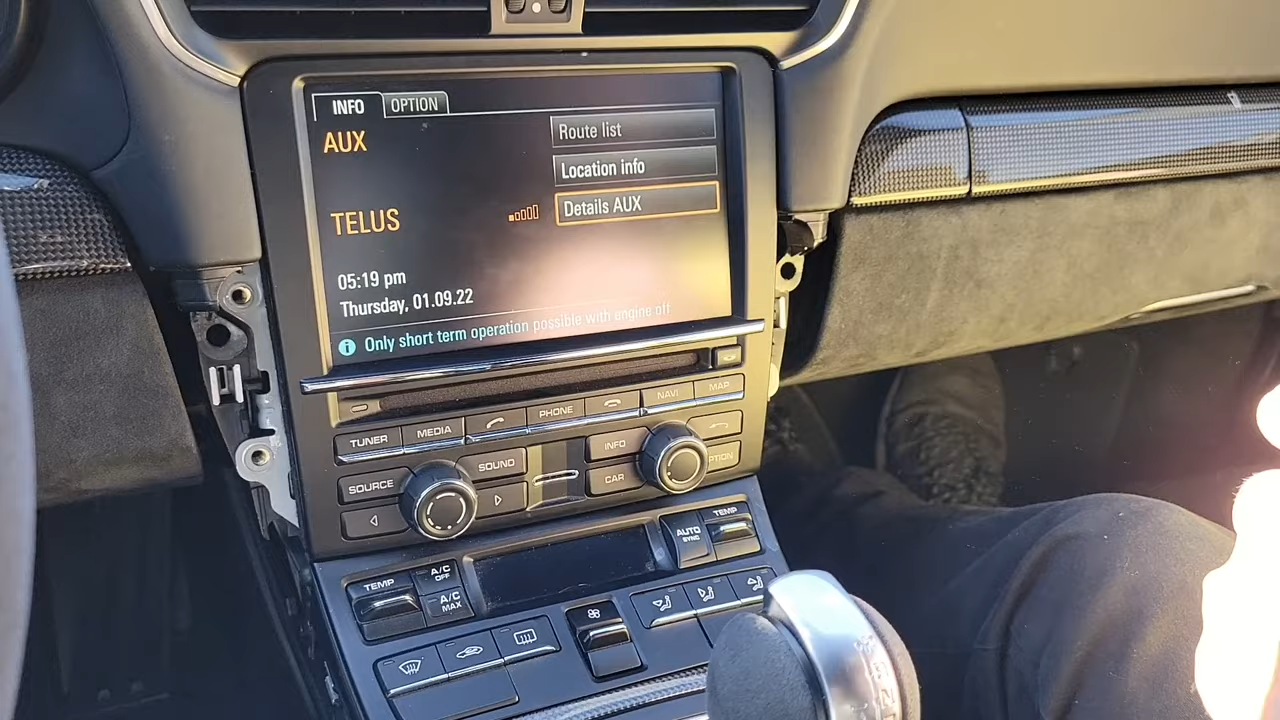 INFO OPTION
AUX
Route list
Location info
TELUS
Details AUX
05:19 pm
Thursday, 01.09.22
Only short term operation possible with engine off
TUNER MEDIA PHONE NAVI MAP
SOURCE SOUND INFO
CAR
TEMP A/C OFF AUTO SYNC TEMP
A/C MAX